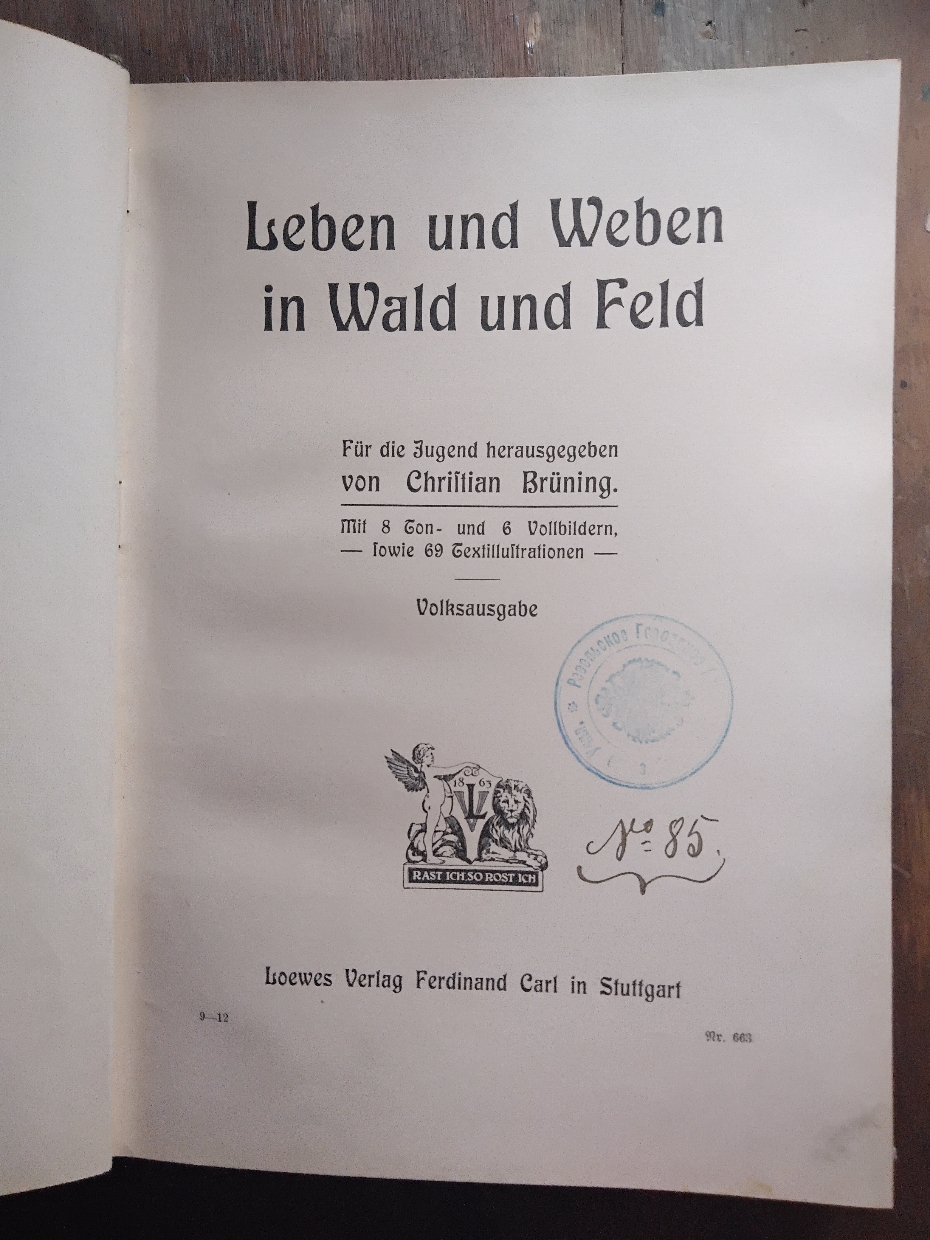 Leben und Weben
in Wald und Feld
Für die Jugend herausgegeben
von Christian Brüning.
Mit 8 Ton- und 6 Vollbildern,
— sowie 69 Textillustrationen —
Volksausgabe
18 63
LV
RAST ICH, SO ROST ICH
№ 85.
Loewes Verlag Ferdinand Carl in Stuttgart
9—12
Nr. 663